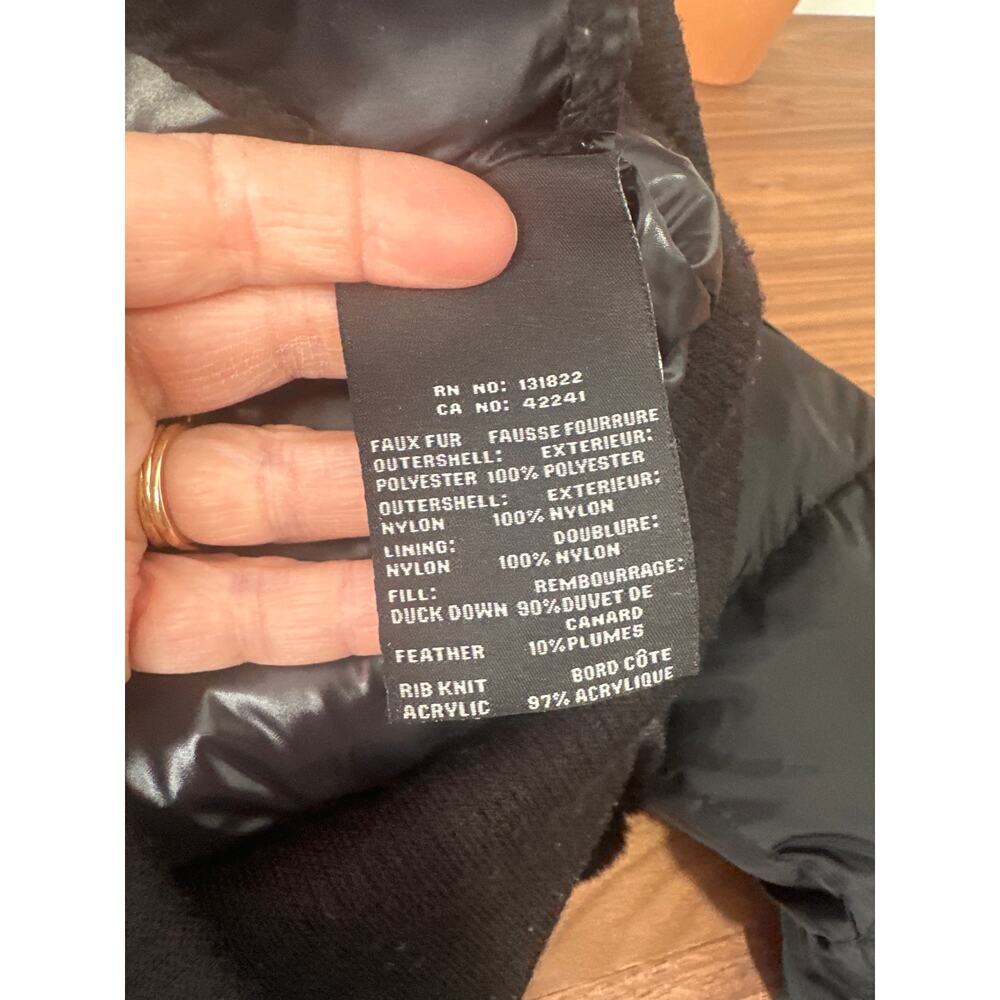 RN NO: 131822
CA NO: 42241
FAUX FUR FAUSSE FOURRURE
OUTERSHELL: EXTERIEUR:
POLYESTER 100% POLYESTER
OUTERSHELL: EXTERIEUR:
NYLON 100% NYLON
LINING: DOUBLURE:
NYLON 100% NYLON
FILL: REMBOURRAGE:
DUCK DOWN 90% DUVET DE
CANARD
FEATHER 10% PLUMES
RIB KNIT BORD CÔTE
ACRYLIC 97% ACRYLIQUE